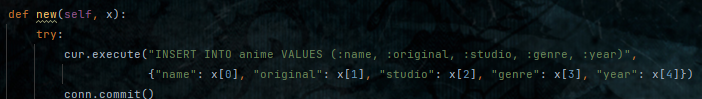 def new(self, x):
try:
cur.execute("INSERT INTO anime VALUES (:name, :original, :studio, :genre, :year)",
{"name": x[0], "original": x[1], "studio": x[2], "genre": x[3], "year": x[4]})
conn.commit()